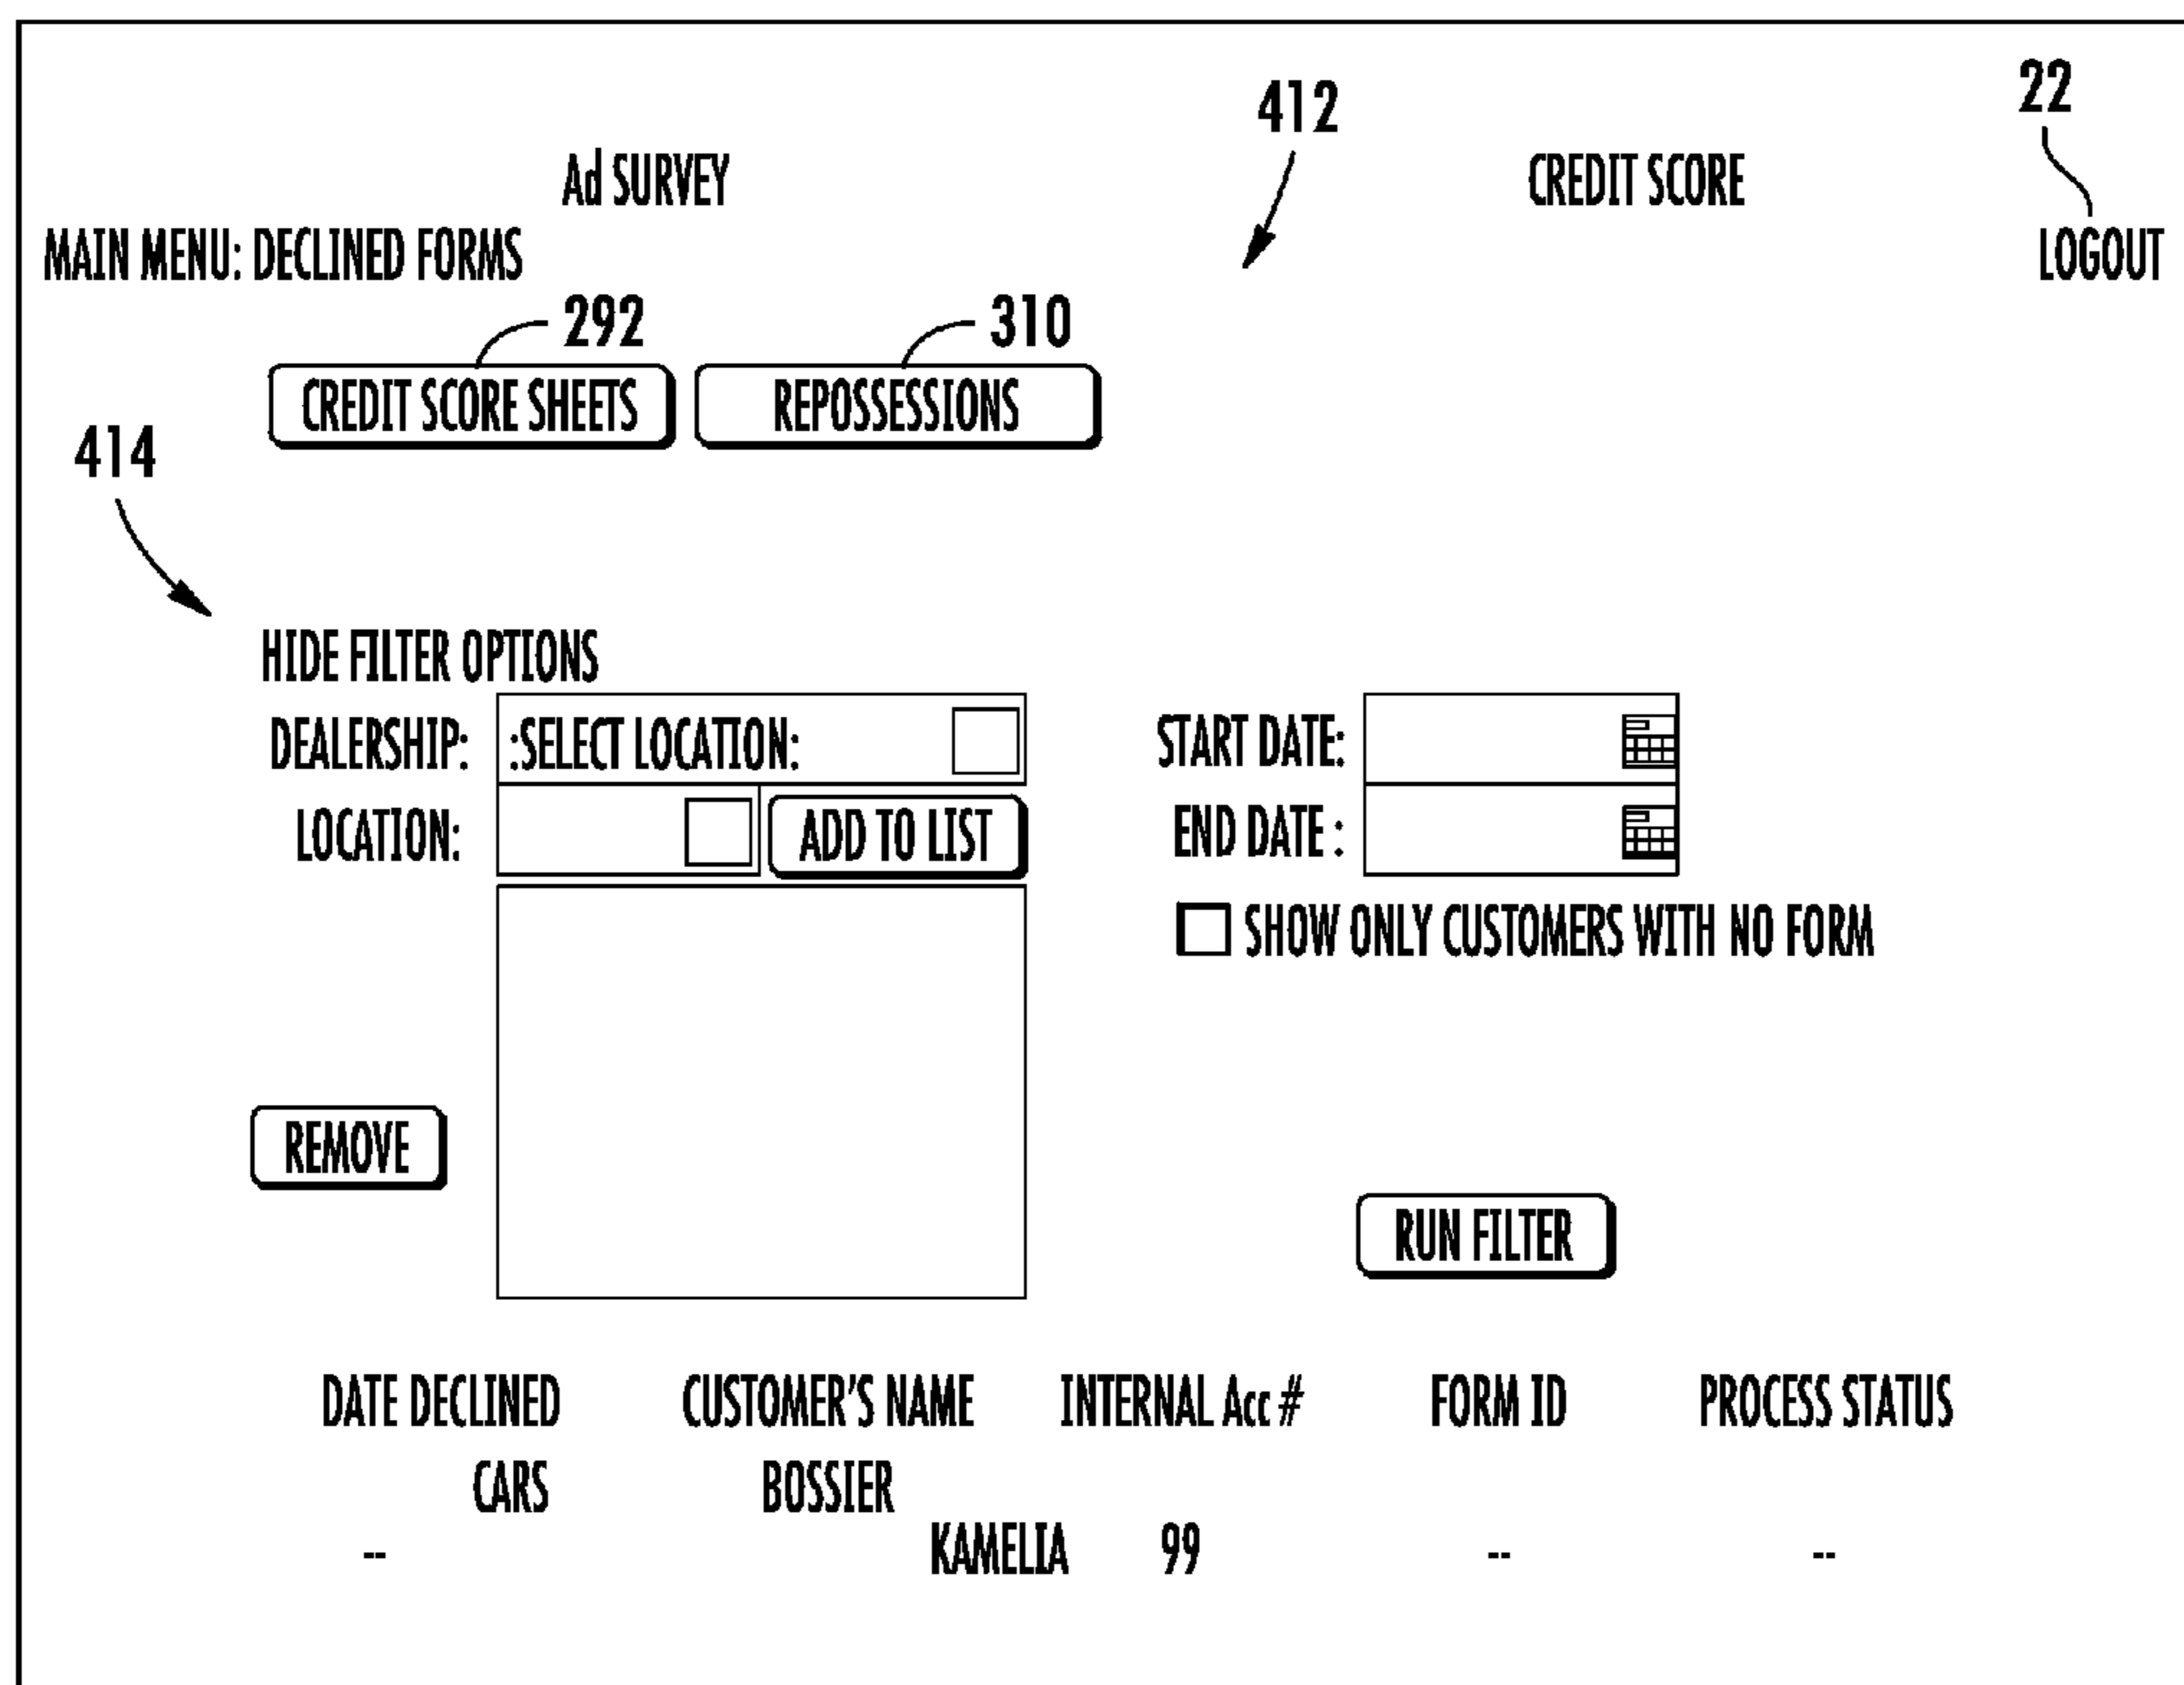 412
22
Ad SURVEY
CREDIT SCORE
MAIN MENU: DECLINED FORMS
LOGOUT
292
310
CREDIT SCORE SHEETS
REPOSSESSIONS
414
HIDE FILTER OPTIONS
DEALERSHIP: :SELECT LOCATION:
START DATE:
LOCATION:
ADD TO LIST
END DATE :
SHOW ONLY CUSTOMERS WITH NO FORM
REMOVE
RUN FILTER
DATE DECLINED CUSTOMER'S NAME INTERNAL Acc # FORM ID PROCESS STATUS
CARS BOSSIER
-- KAMELIA 99 -- --